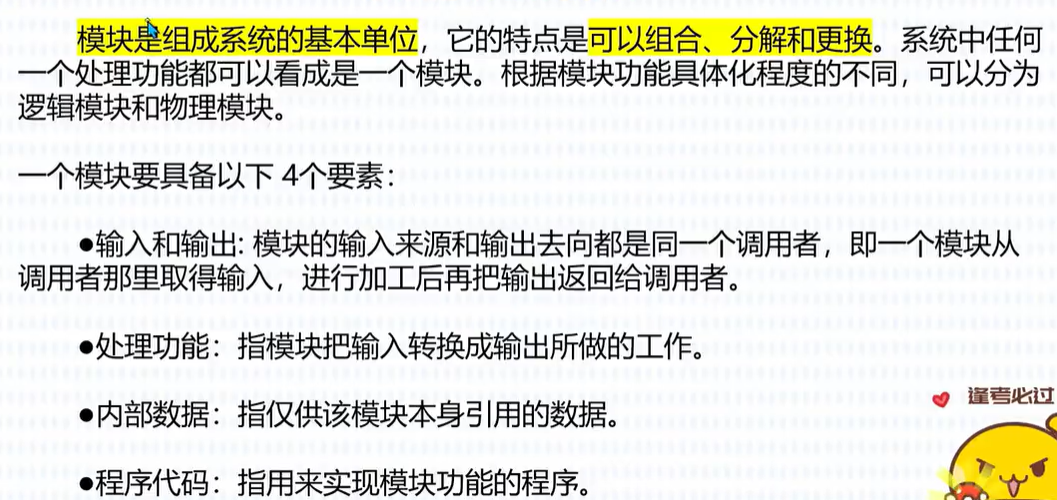 模块是组成系统的基本单位，它的特点是可以组合、分解和更换。系统中任何
一个处理功能都可以看成是一个模块。根据模块功能具体化程度的不同，可以分为
逻辑模块和物理模块。
一个模块要具备以下 4个要素：
●输入和输出: 模块的输入来源和输出去向都是同一个调用者，即一个模块从
调用者那里取得输入，进行加工后再把输出返回给调用者。
●处理功能：指模块把输入转换成输出所做的工作。
●内部数据：指仅供该模块本身引用的数据。
逢考必过
●程序代码：指用来实现模块功能的程序。